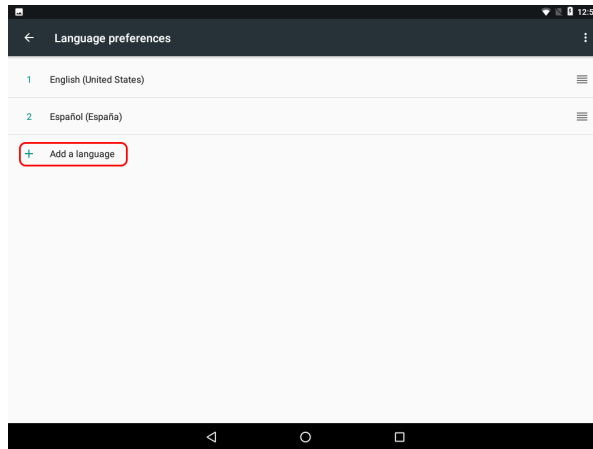 12:5
Language preferences
1 English (United States)
2 Español (España)
+ Add a language